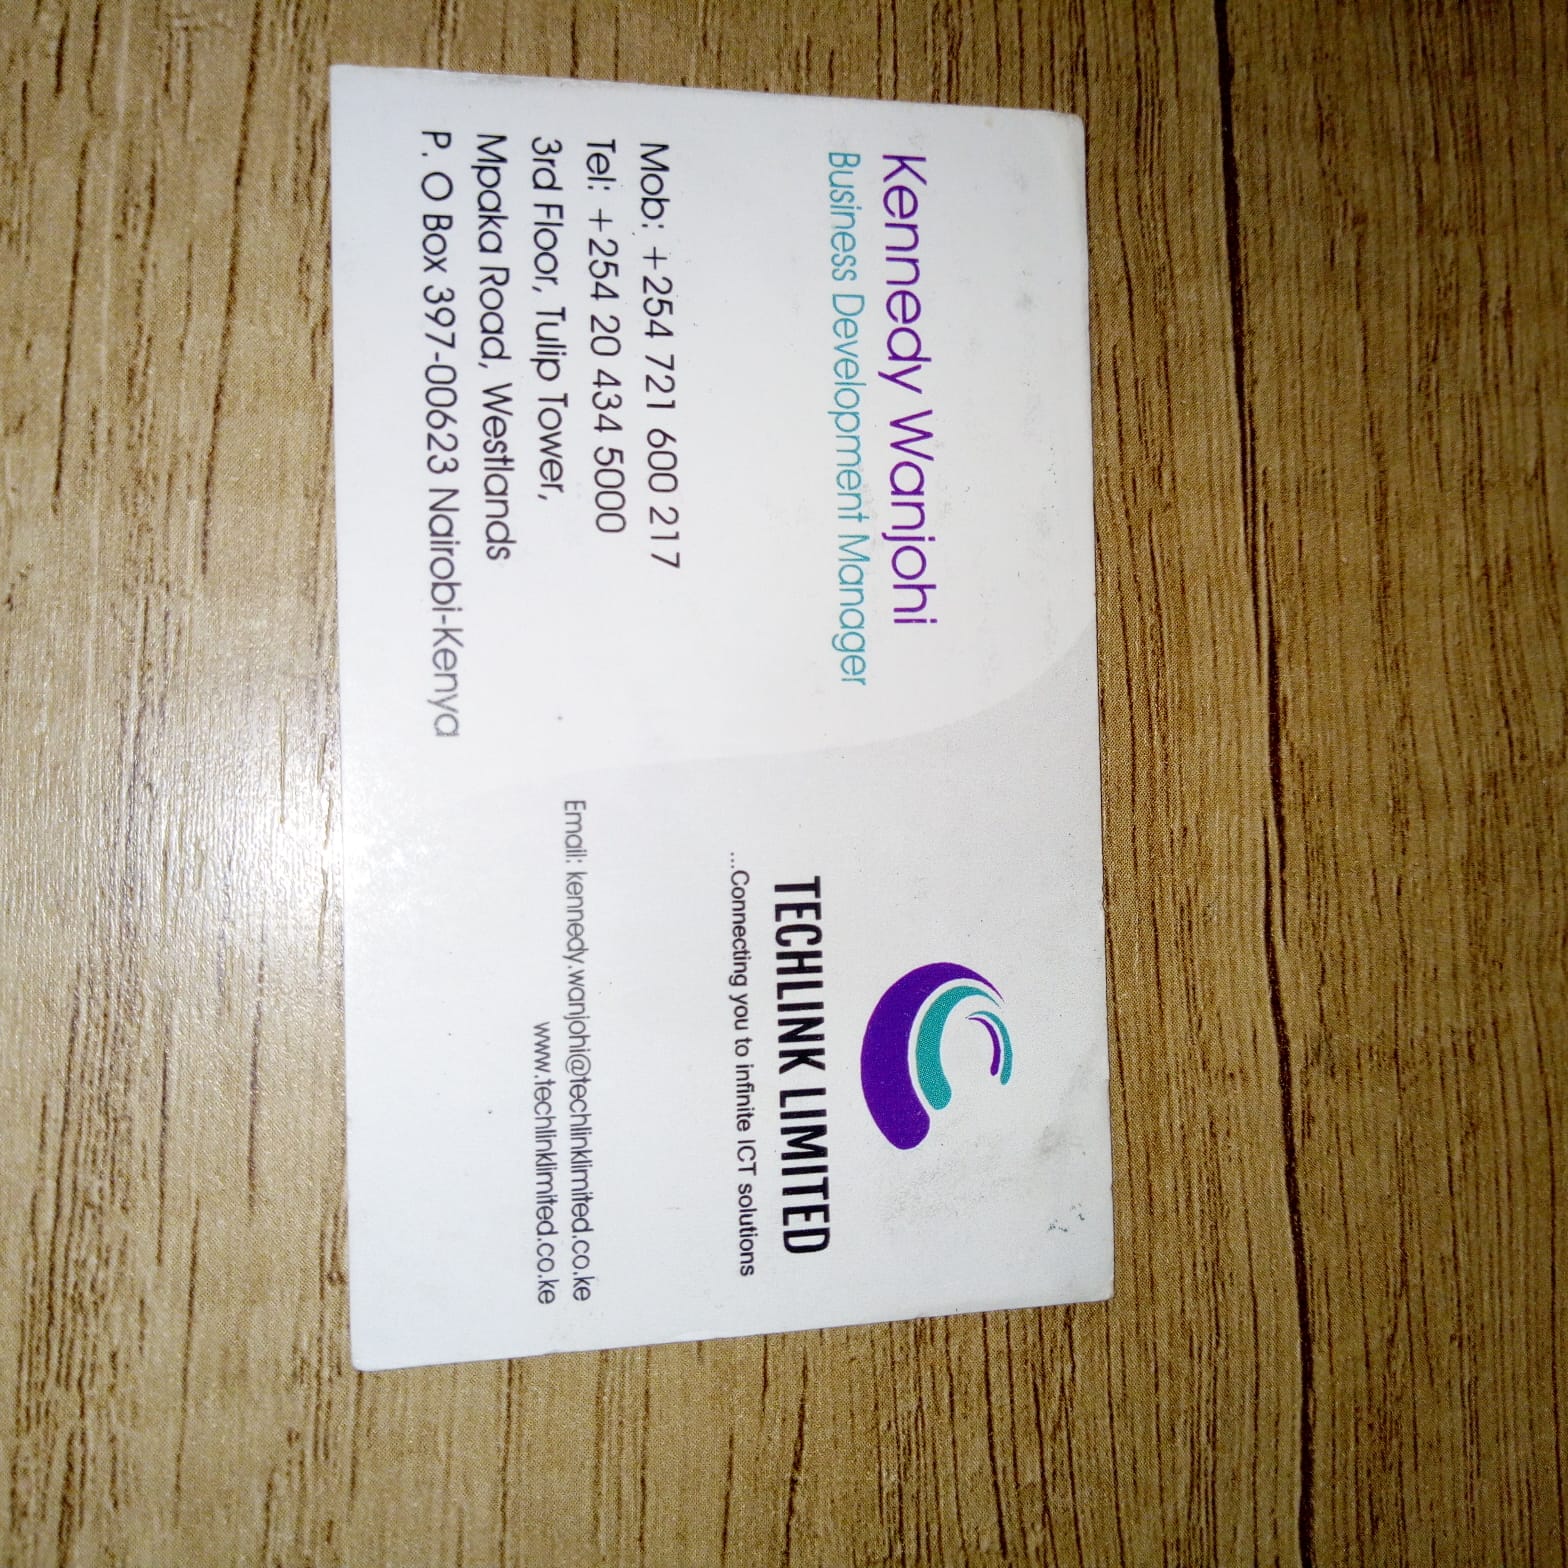 Kennedy Wanjohi
Business Development Manager
TECHLINK LIMITED
...Connecting you to infinite ICT solutions
Mob: +254 721 600 217
Tel: +254 20 434 5000
3rd Floor, Tulip Tower,
Mpaka Road, Westlands
P. O Box 397-00623 Nairobi-Kenya
Email: kennedy.wanjohi@techlinklimited.co.ke
www.techlinklimited.co.ke